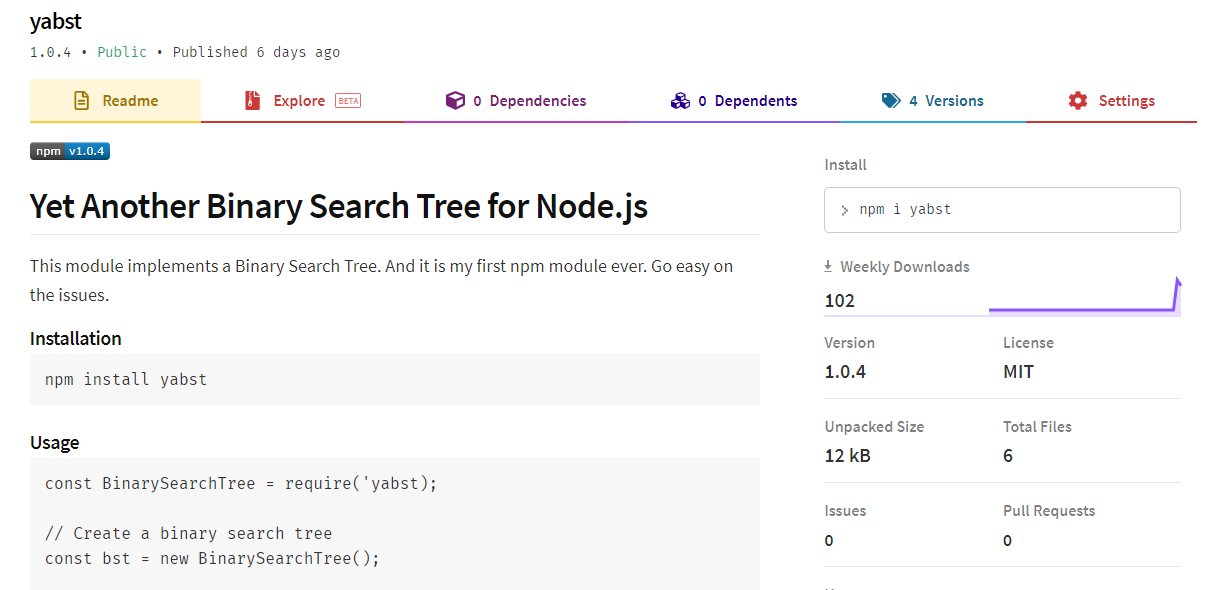 yabst
1.0.4 • Public • Published 6 days ago
Readme
Explore BETA
0 Dependencies
0 Dependents
4 Versions
Settings
npm v1.0.4
Yet Another Binary Search Tree for Node.js
This module implements a Binary Search Tree. And it is my first npm module ever. Go easy on
the issues.
Installation
npm install yabst
Usage
const BinarySearchTree = require('yabst);
// Create a binary search tree
const bst = new BinarySearchTree();
Install
> npm i yabst
Weekly Downloads
102
Version
License
1.0.4
MIT
Unpacked Size
Total Files
12 kB
6
Issues
Pull Requests
0
0